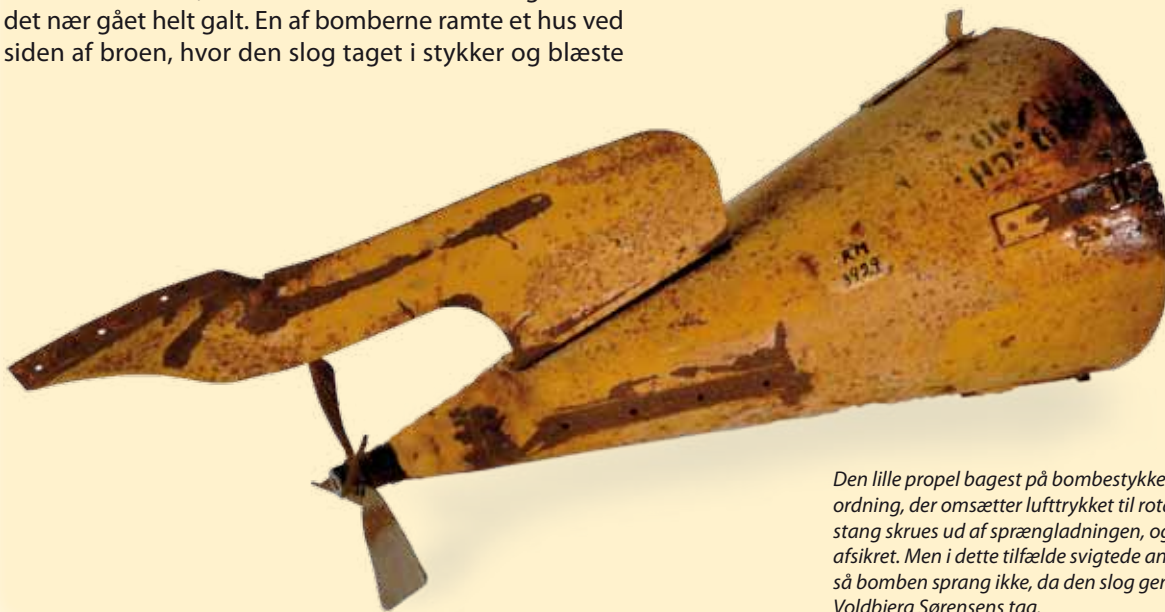 det nær gået helt galt. En af bomberne ramte et hus ved
siden af broen, hvor den slog taget i stykker og blæste
RM
3929
Den lille propel bagest på bombestykke
ordning, der omsætter lufttrykket til rot
stang skrues ud af sprængladningen, og
afsikret. Men i dette tilfælde svigtede an
så bomben sprang ikke, da den slog ger
Voldbjerg Sørensens tag.